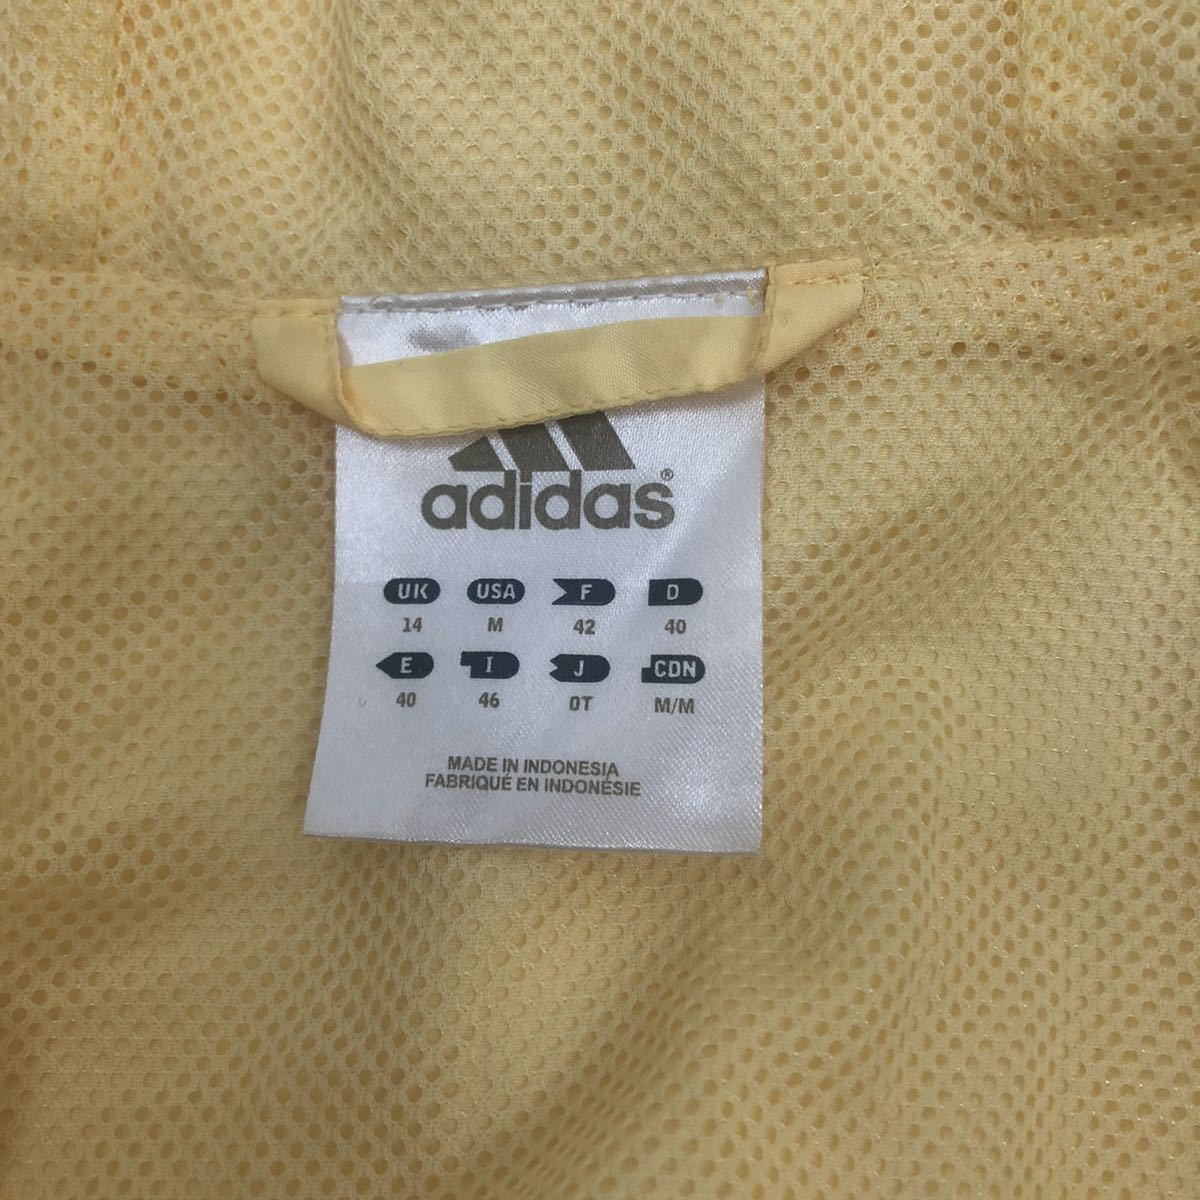 adidas®
UK USA F D
14 M 42 40
E I J CDN
40 46 OT M/M
MADE IN INDONESIA
FABRIQUÉ EN INDONÉSIE